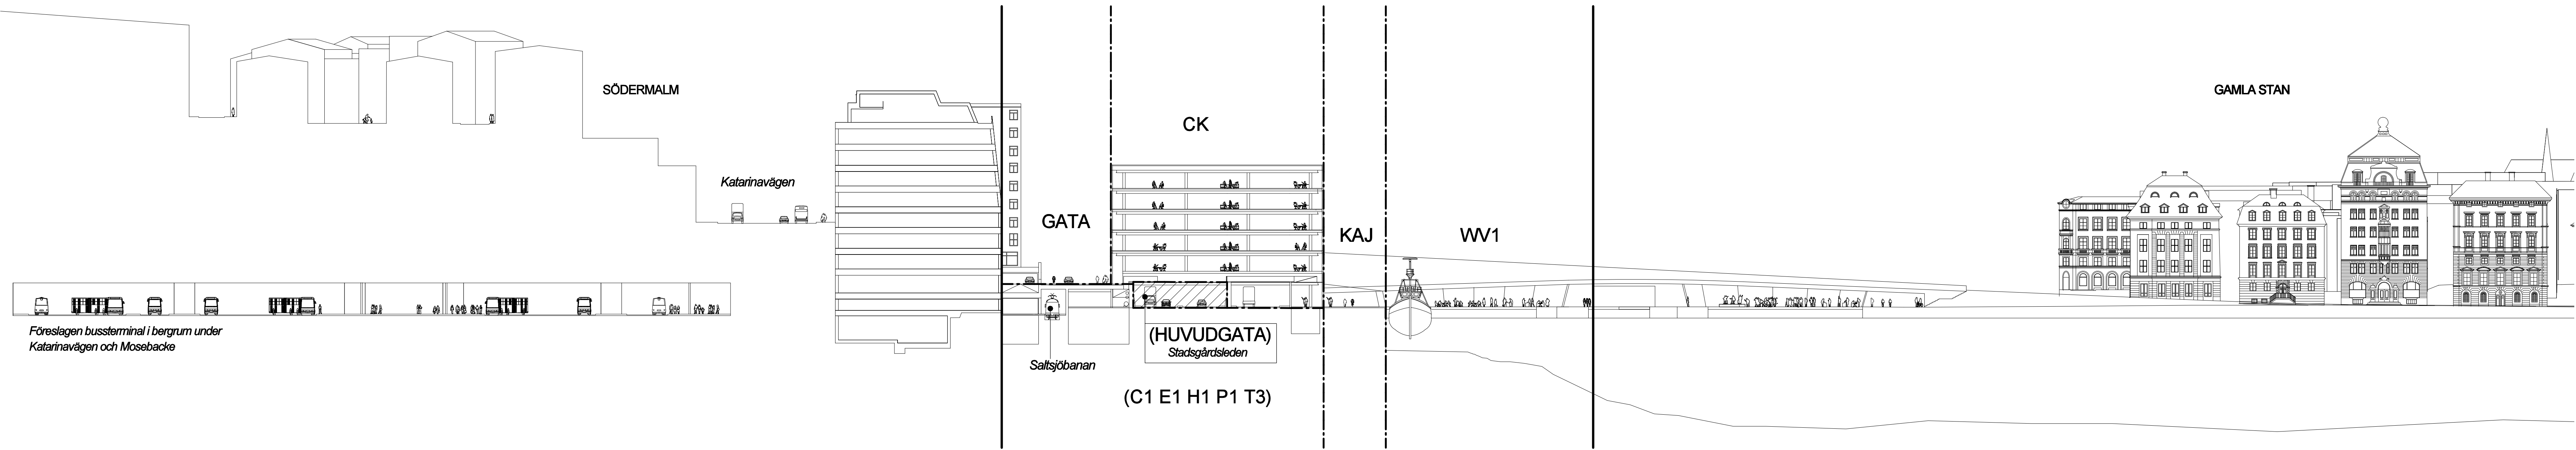 SÖDERMALM
GAMLA STAN
CK
Katarinavägen
GATA
KAJ
WV1
Föreslagen bussterminal i bergrum under
Katarinavägen och Mosebacke
(HUVUDGATA)
Stadsgårdsleden
Saltsjöbanan
(C1 E1 H1 P1 T3)